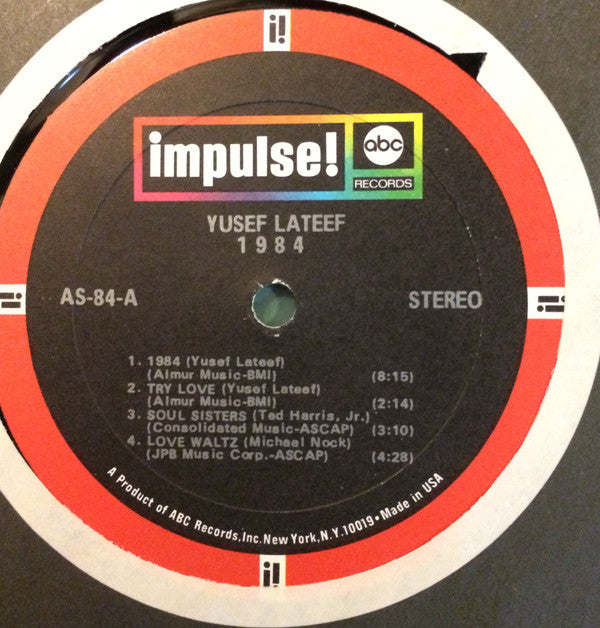 i!
impulse!
abc
RECORDS
YUSEF LATEEF
1984
i!
AS-84-A
STEREO
i!
1. 1984 (Yusef Lateef)
(Almur Music-BMI) (8:15)
2. TRY LOVE (Yusef Lateef)
(Almur Music-BMI) (2:14)
3. SOUL SISTERS (Ted Harris, Jr.)
(Consolidated Music-ASCAP) (3:10)
4. LOVE WALTZ (Michael Nock)
(JPB Music Corp.-ASCAP) (4:28)
A Product of ABC Records, Inc. New York, N.Y. 10019 • Made in USA
i!